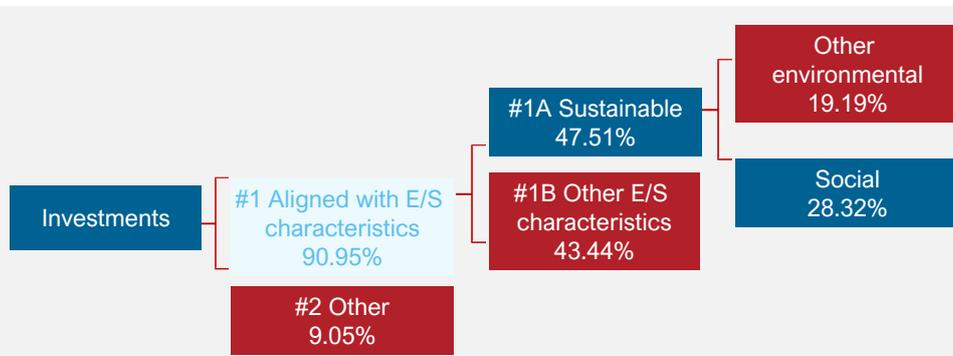 Investments
#1 Aligned with E/S
characteristics
90.95%
#2 Other
9.05%
#1A Sustainable
47.51%
#1B Other E/S
characteristics
43.44%
Other
environmental
19.19%
Social
28.32%